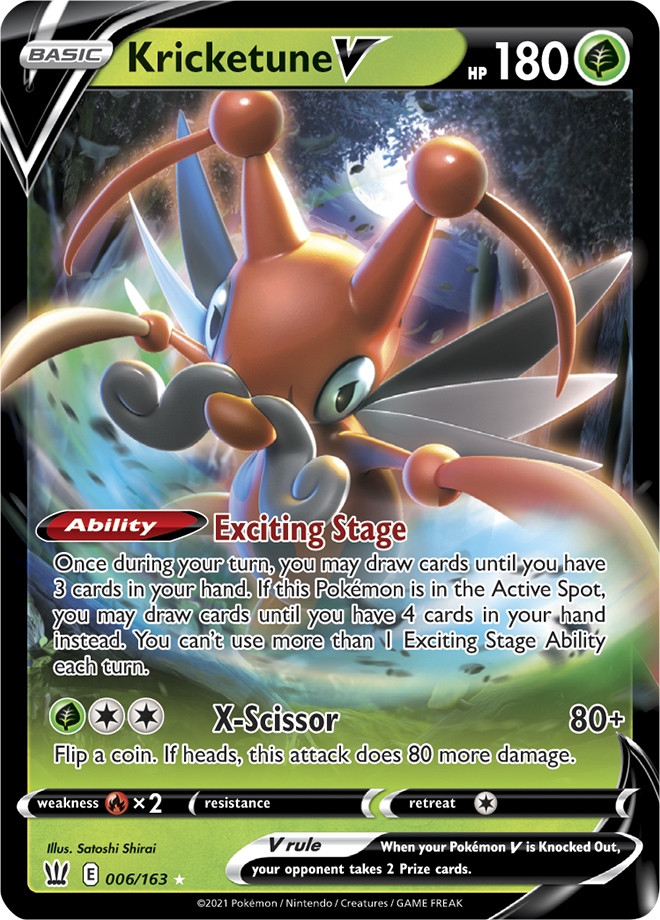 BASIC Kricketune V HP 180
Ability Exciting Stage
Once during your turn, you may draw cards until you have
3 cards in your hand. If this Pokémon is in the Active Spot,
you may draw cards until you have 4 cards in your hand
instead. You can't use more than 1 Exciting Stage Ability
each turn.
X-Scissor 80+
Flip a coin. If heads, this attack does 80 more damage.
weakness ×2 resistance retreat
Illus. Satoshi Shirai
V rule When your Pokémon V is Knocked Out,
your opponent takes 2 Prize cards.
E 006/163 ★
©2021 Pokémon / Nintendo / Creatures / GAME FREAK